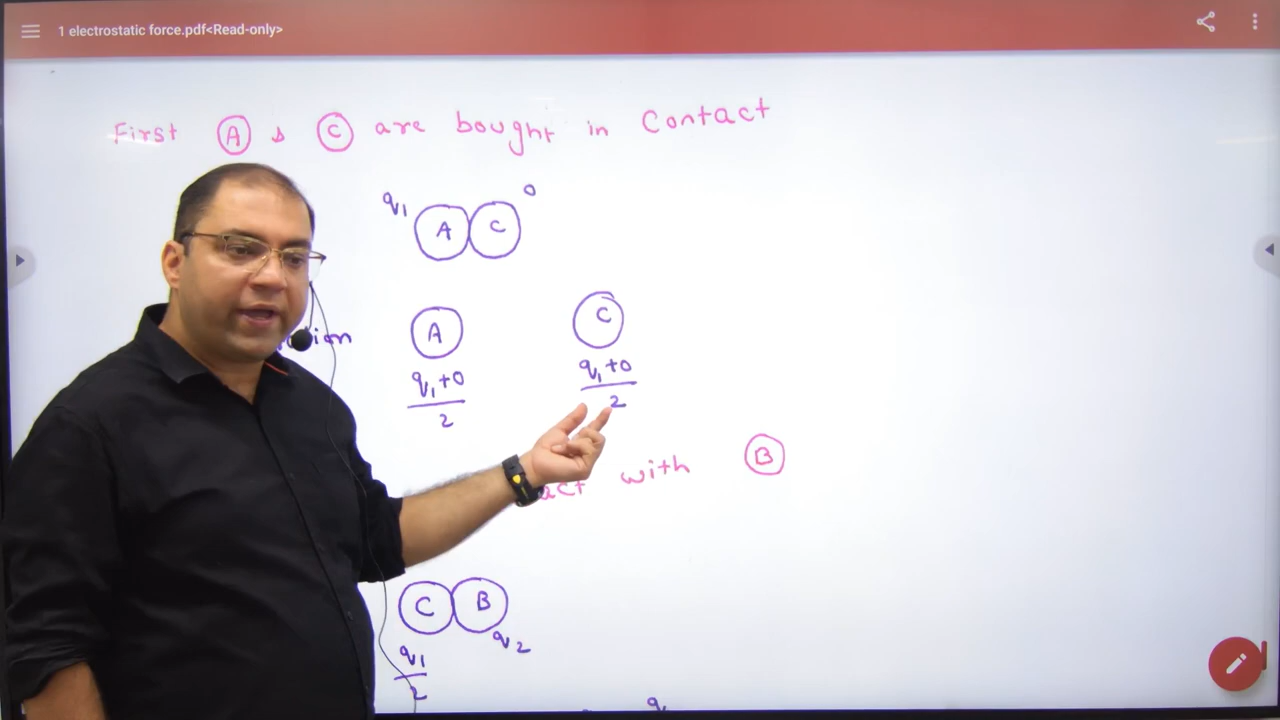 1 electrostatic force.pdf<Read-only>
First A & C are bought in Contact
q₁ A C 0
A C
q₁+0 q₁+0
2 2
with B
C B
q₂
q₁
2